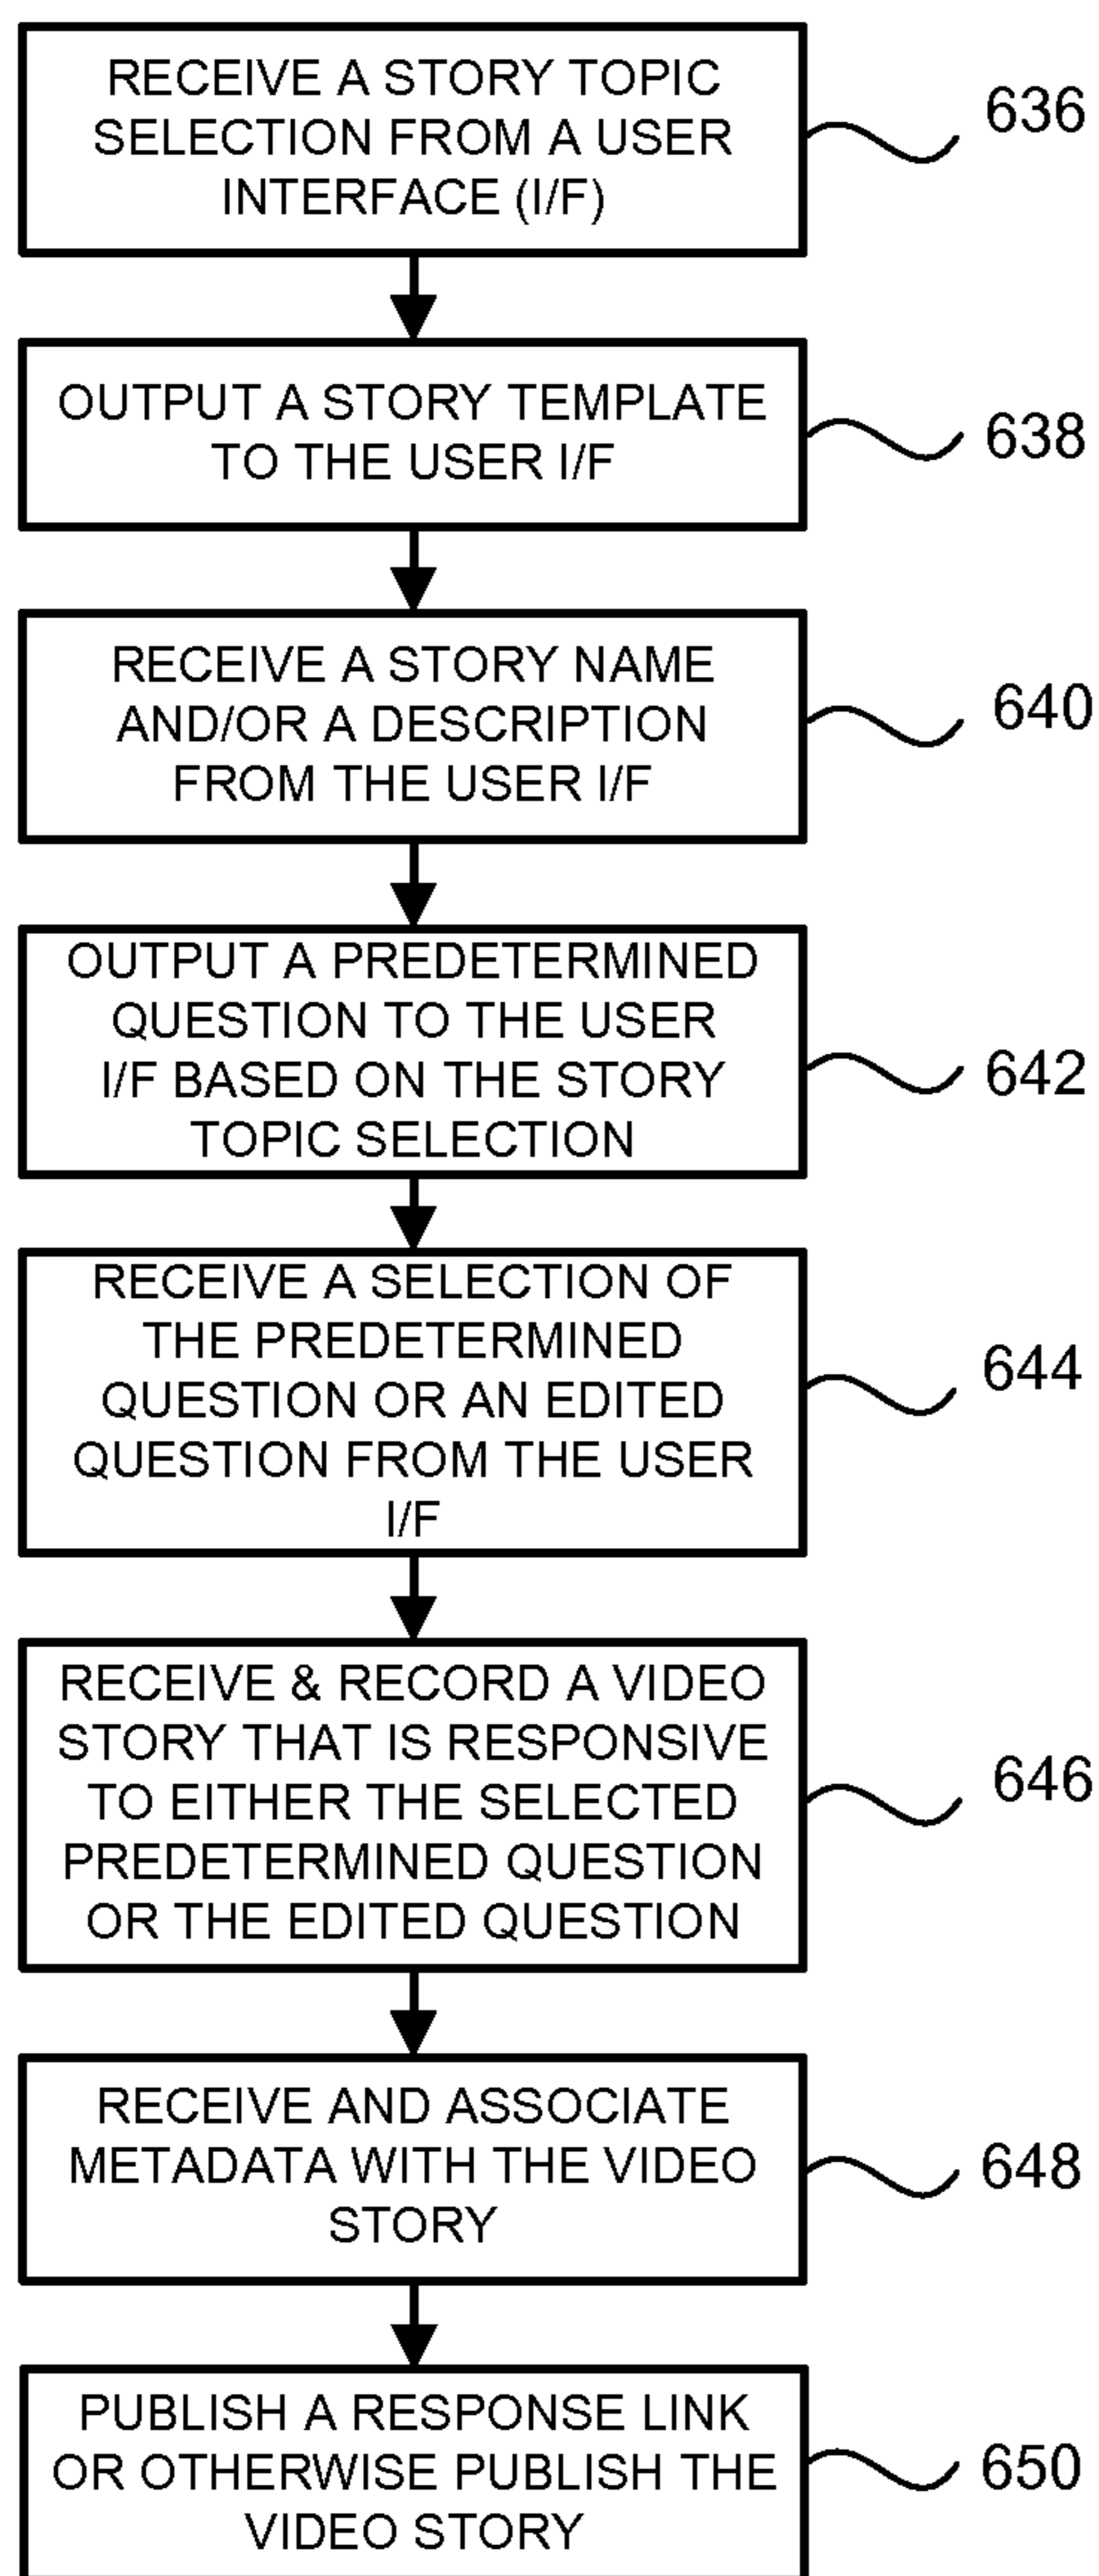 RECEIVE A STORY TOPIC
SELECTION FROM A USER
INTERFACE (I/F)
636
OUTPUT A STORY TEMPLATE
TO THE USER I/F
638
RECEIVE A STORY NAME
AND/OR A DESCRIPTION
FROM THE USER I/F
640
OUTPUT A PREDETERMINED
QUESTION TO THE USER
I/F BASED ON THE STORY
TOPIC SELECTION
642
RECEIVE A SELECTION OF
THE PREDETERMINED
QUESTION OR AN EDITED
QUESTION FROM THE USER
I/F
644
RECEIVE & RECORD A VIDEO
STORY THAT IS RESPONSIVE
TO EITHER THE SELECTED
PREDETERMINED QUESTION
OR THE EDITED QUESTION
646
RECEIVE AND ASSOCIATE
METADATA WITH THE VIDEO
STORY
648
PUBLISH A RESPONSE LINK
OR OTHERWISE PUBLISH THE
VIDEO STORY
650